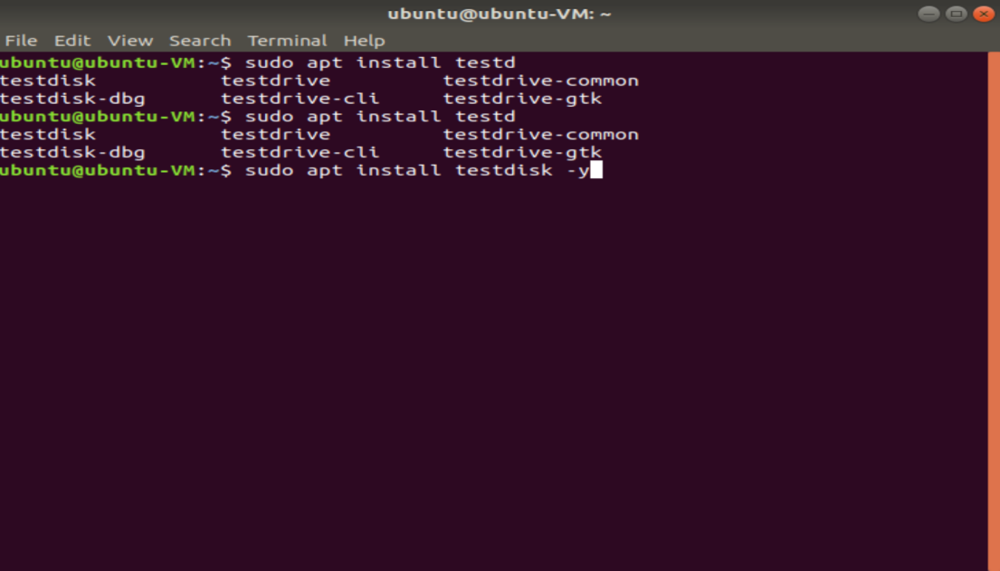 ubuntu@ubuntu-VM: ~
File Edit View Search Terminal Help
ubuntu@ubuntu-VM:~$ sudo apt install testd
testdisk testdrive testdrive-common
testdisk-dbg testdrive-cli testdrive-gtk
ubuntu@ubuntu-VM:~$ sudo apt install testd
testdisk testdrive testdrive-common
testdisk-dbg testdrive-cli testdrive-gtk
ubuntu@ubuntu-VM:~$ sudo apt install testdisk -y